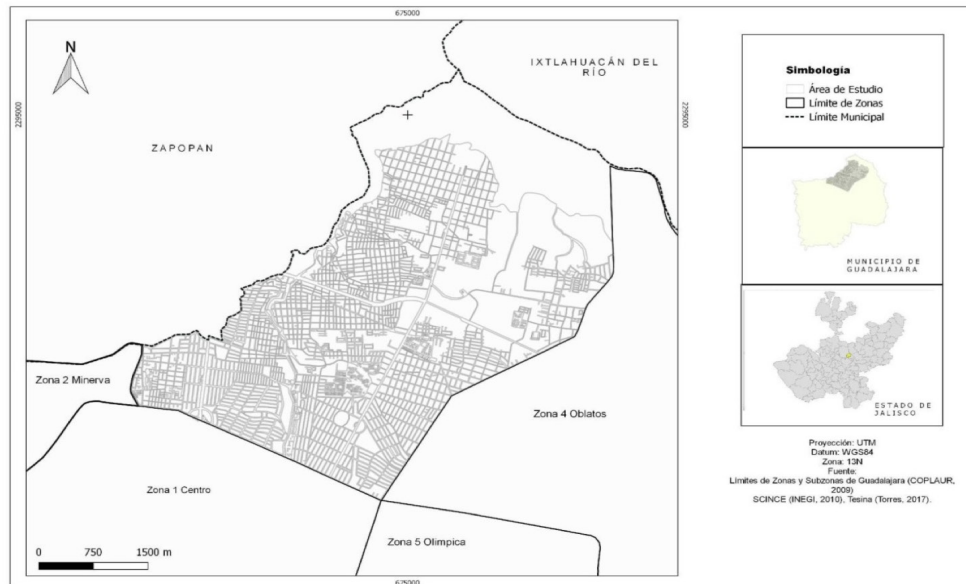 675000
N
IXTLAHUACÁN DEL
RÍO
2295000
2295000
ZAPOPAN
Zona 2 Minerva
Zona 4 Oblatos
Zona 1 Centro
Zona 5 Olimpica
0 750 1500 m
675000
Simbología
Área de Estudio
Límite de Zonas
Límite Municipal
MUNICIPIO DE
GUADALAJARA
ESTADO DE
JALISCO
Proyección: UTM
Datum: WGS84
Zona: 13N
Fuente:
Límites de Zonas y Subzonas de Guadalajara (COPLAUR,
2009)
SCINCE (INEGI, 2010), Tesina (Torres, 2017).